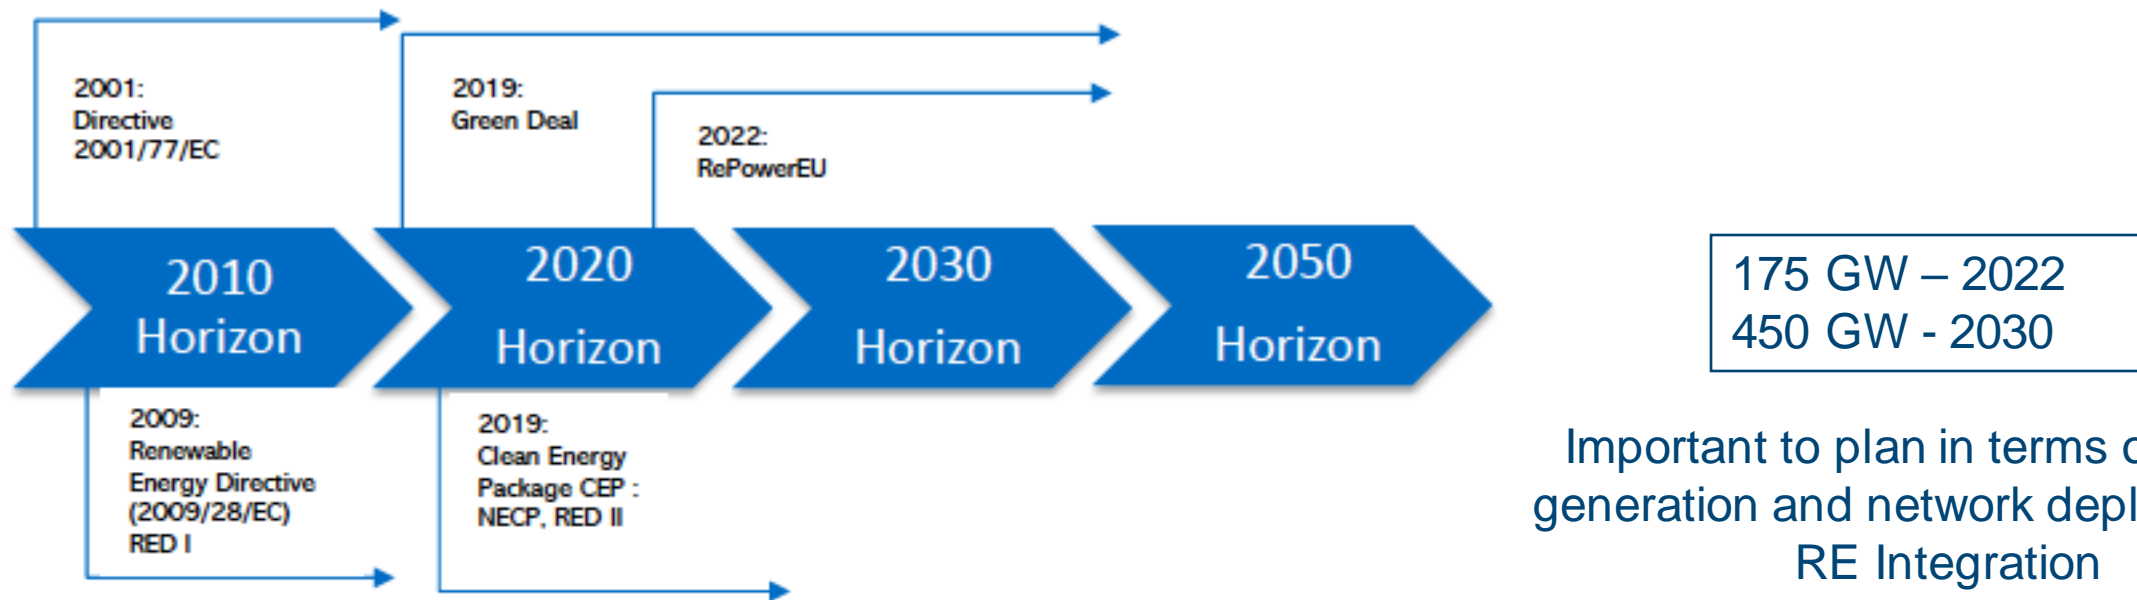 2001:
Directive
2001/77/EC
2019:
Green Deal
2022:
RePowerEU
2010
Horizon
2020
Horizon
2030
Horizon
2050
Horizon
2009:
Renewable
Energy Directive
(2009/28/EC)
RED I
2019:
Clean Energy
Package CEP :
NECP, RED II
175 GW – 2022
450 GW - 2030
Important to plan in terms
generation and network
RE Integration